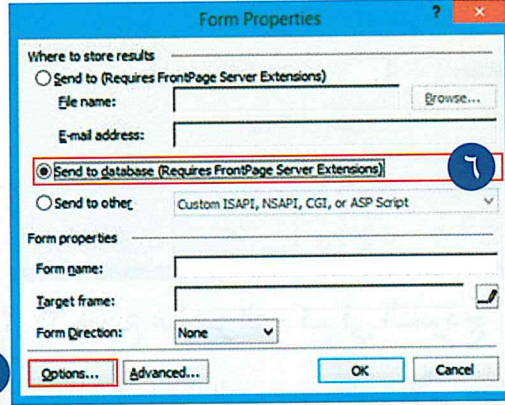 Form Properties
?
×
Where to store results
Send to (Requires FrontPage Server Extensions)
File name:
Browse...
E-mail address:
Send to database (Requires FrontPage Server Extensions)
٦
Send to other
Custom ISAPI, NSAPI, CGI, or ASP Script
Form properties
Form name:
Target frame:
Form Direction:
None
Options...
Advanced...
OK
Cancel